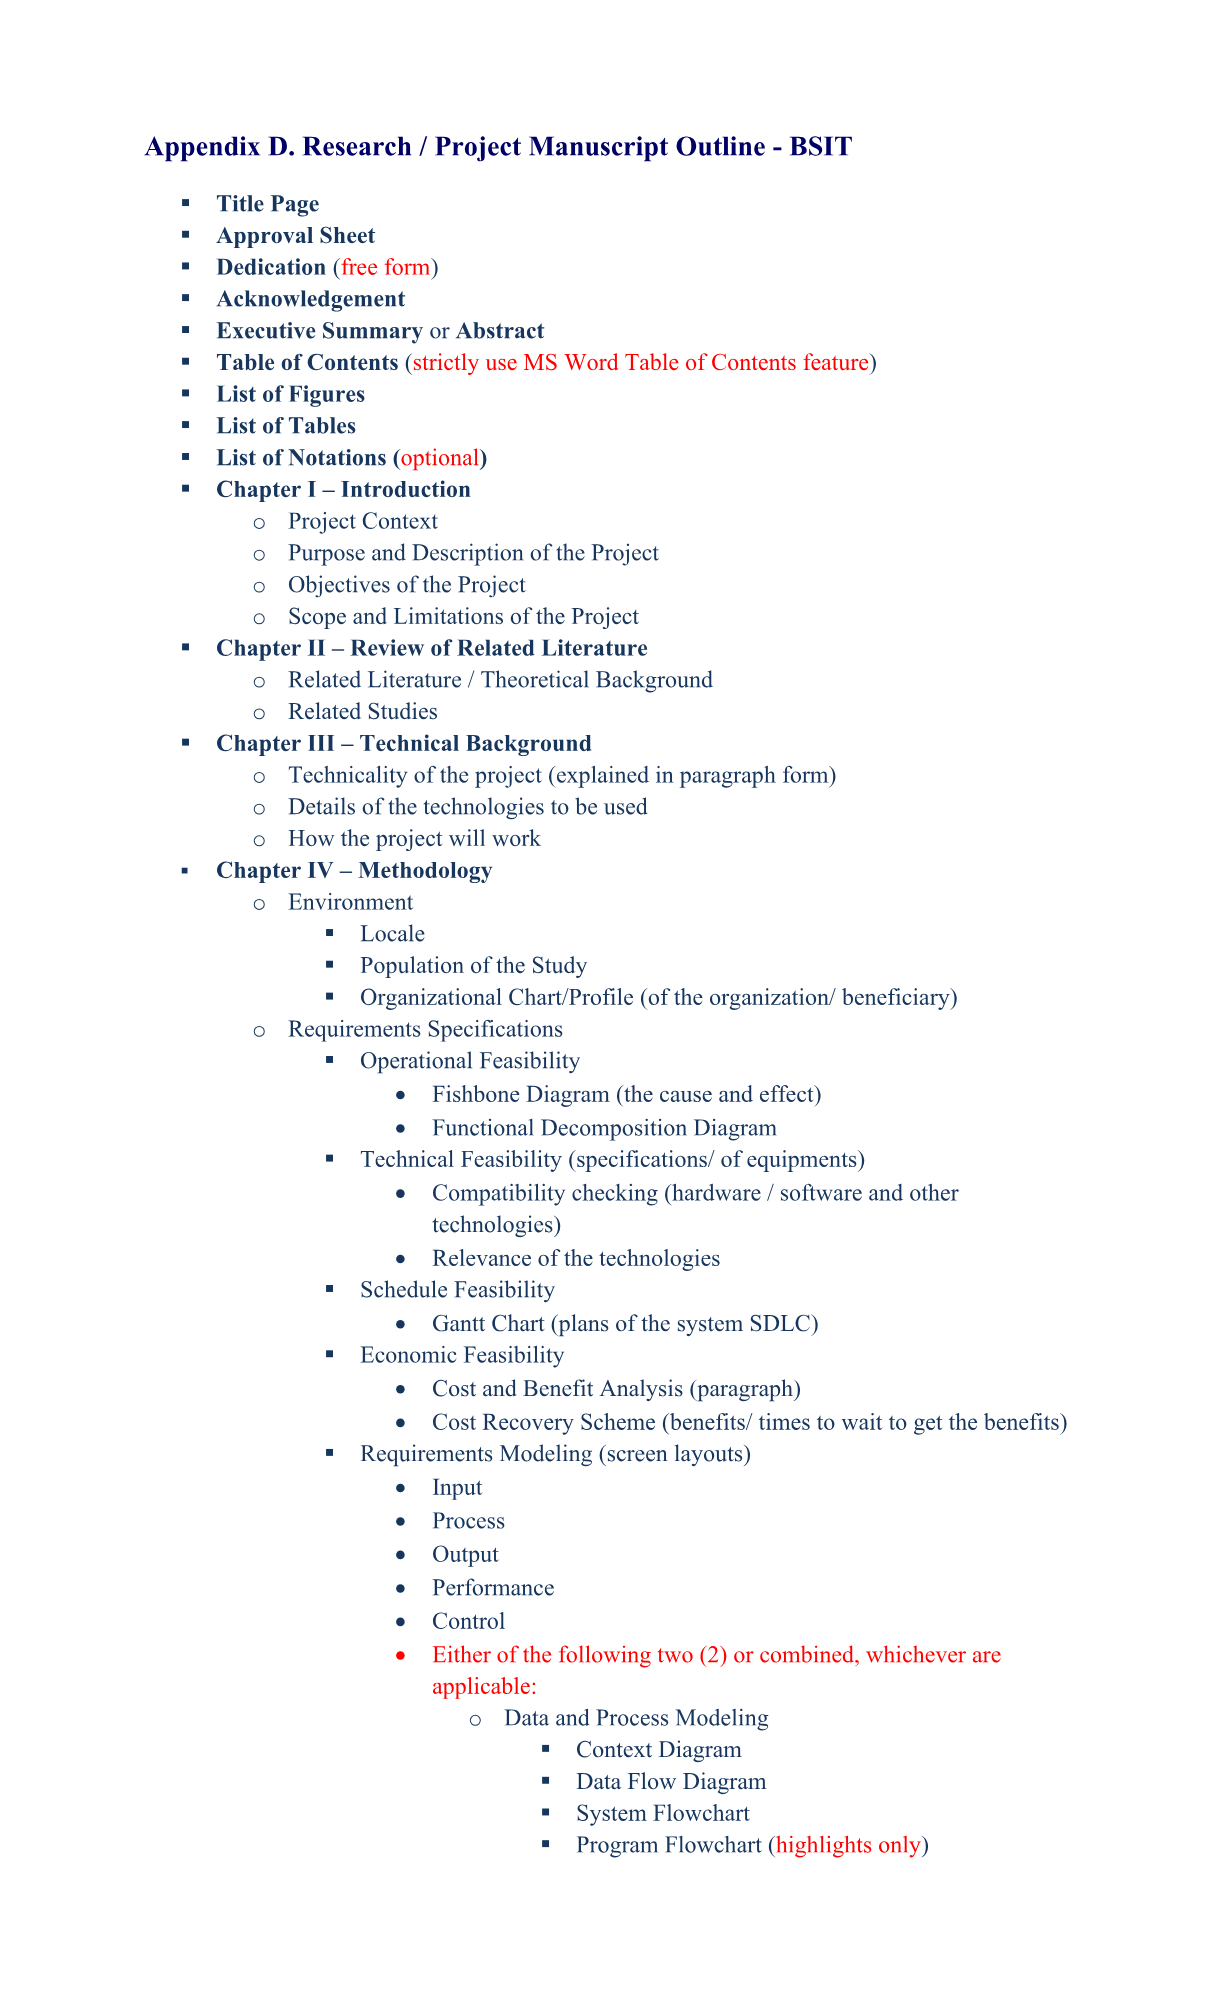 Appendix D. Research / Project Manuscript Outline - BSIT
▪ Title Page
▪ Approval Sheet
▪ Dedication (free form)
▪ Acknowledgement
▪ Executive Summary or Abstract
▪ Table of Contents (strictly use MS Word Table of Contents feature)
▪ List of Figures
▪ List of Tables
▪ List of Notations (optional)
▪ Chapter I – Introduction
o Project Context
o Purpose and Description of the Project
o Objectives of the Project
o Scope and Limitations of the Project
▪ Chapter II – Review of Related Literature
o Related Literature / Theoretical Background
o Related Studies
▪ Chapter III – Technical Background
o Technicality of the project (explained in paragraph form)
o Details of the technologies to be used
o How the project will work
▪ Chapter IV – Methodology
o Environment
▪ Locale
▪ Population of the Study
▪ Organizational Chart/Profile (of the organization/ beneficiary)
o Requirements Specifications
▪ Operational Feasibility
• Fishbone Diagram (the cause and effect)
• Functional Decomposition Diagram
▪ Technical Feasibility (specifications/ of equipments)
• Compatibility checking (hardware / software and other
technologies)
• Relevance of the technologies
▪ Schedule Feasibility
• Gantt Chart (plans of the system SDLC)
▪ Economic Feasibility
• Cost and Benefit Analysis (paragraph)
• Cost Recovery Scheme (benefits/ times to wait to get the benefits)
▪ Requirements Modeling (screen layouts)
• Input
• Process
• Output
• Performance
• Control
• Either of the following two (2) or combined, whichever are
applicable:
o Data and Process Modeling
▪ Context Diagram
▪ Data Flow Diagram
▪ System Flowchart
▪ Program Flowchart (highlights only)